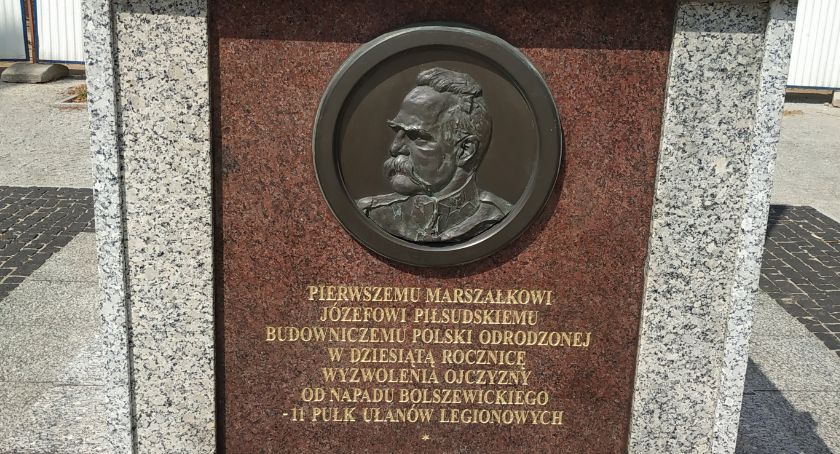 PIERWSZEMU MARSZAŁKOWI
JÓZEFOWI PIŁSUDSKIEMU
BUDOWNICZEMU POLSKI ODRODZONEJ
W DZIESIĄTĄ ROCZNICĘ
WYZWOLENIA OJCZYZNY
OD NAPADU BOLSZEWICKIEGO
-11 PUŁK UŁANÓW LEGIONOWYCH
*